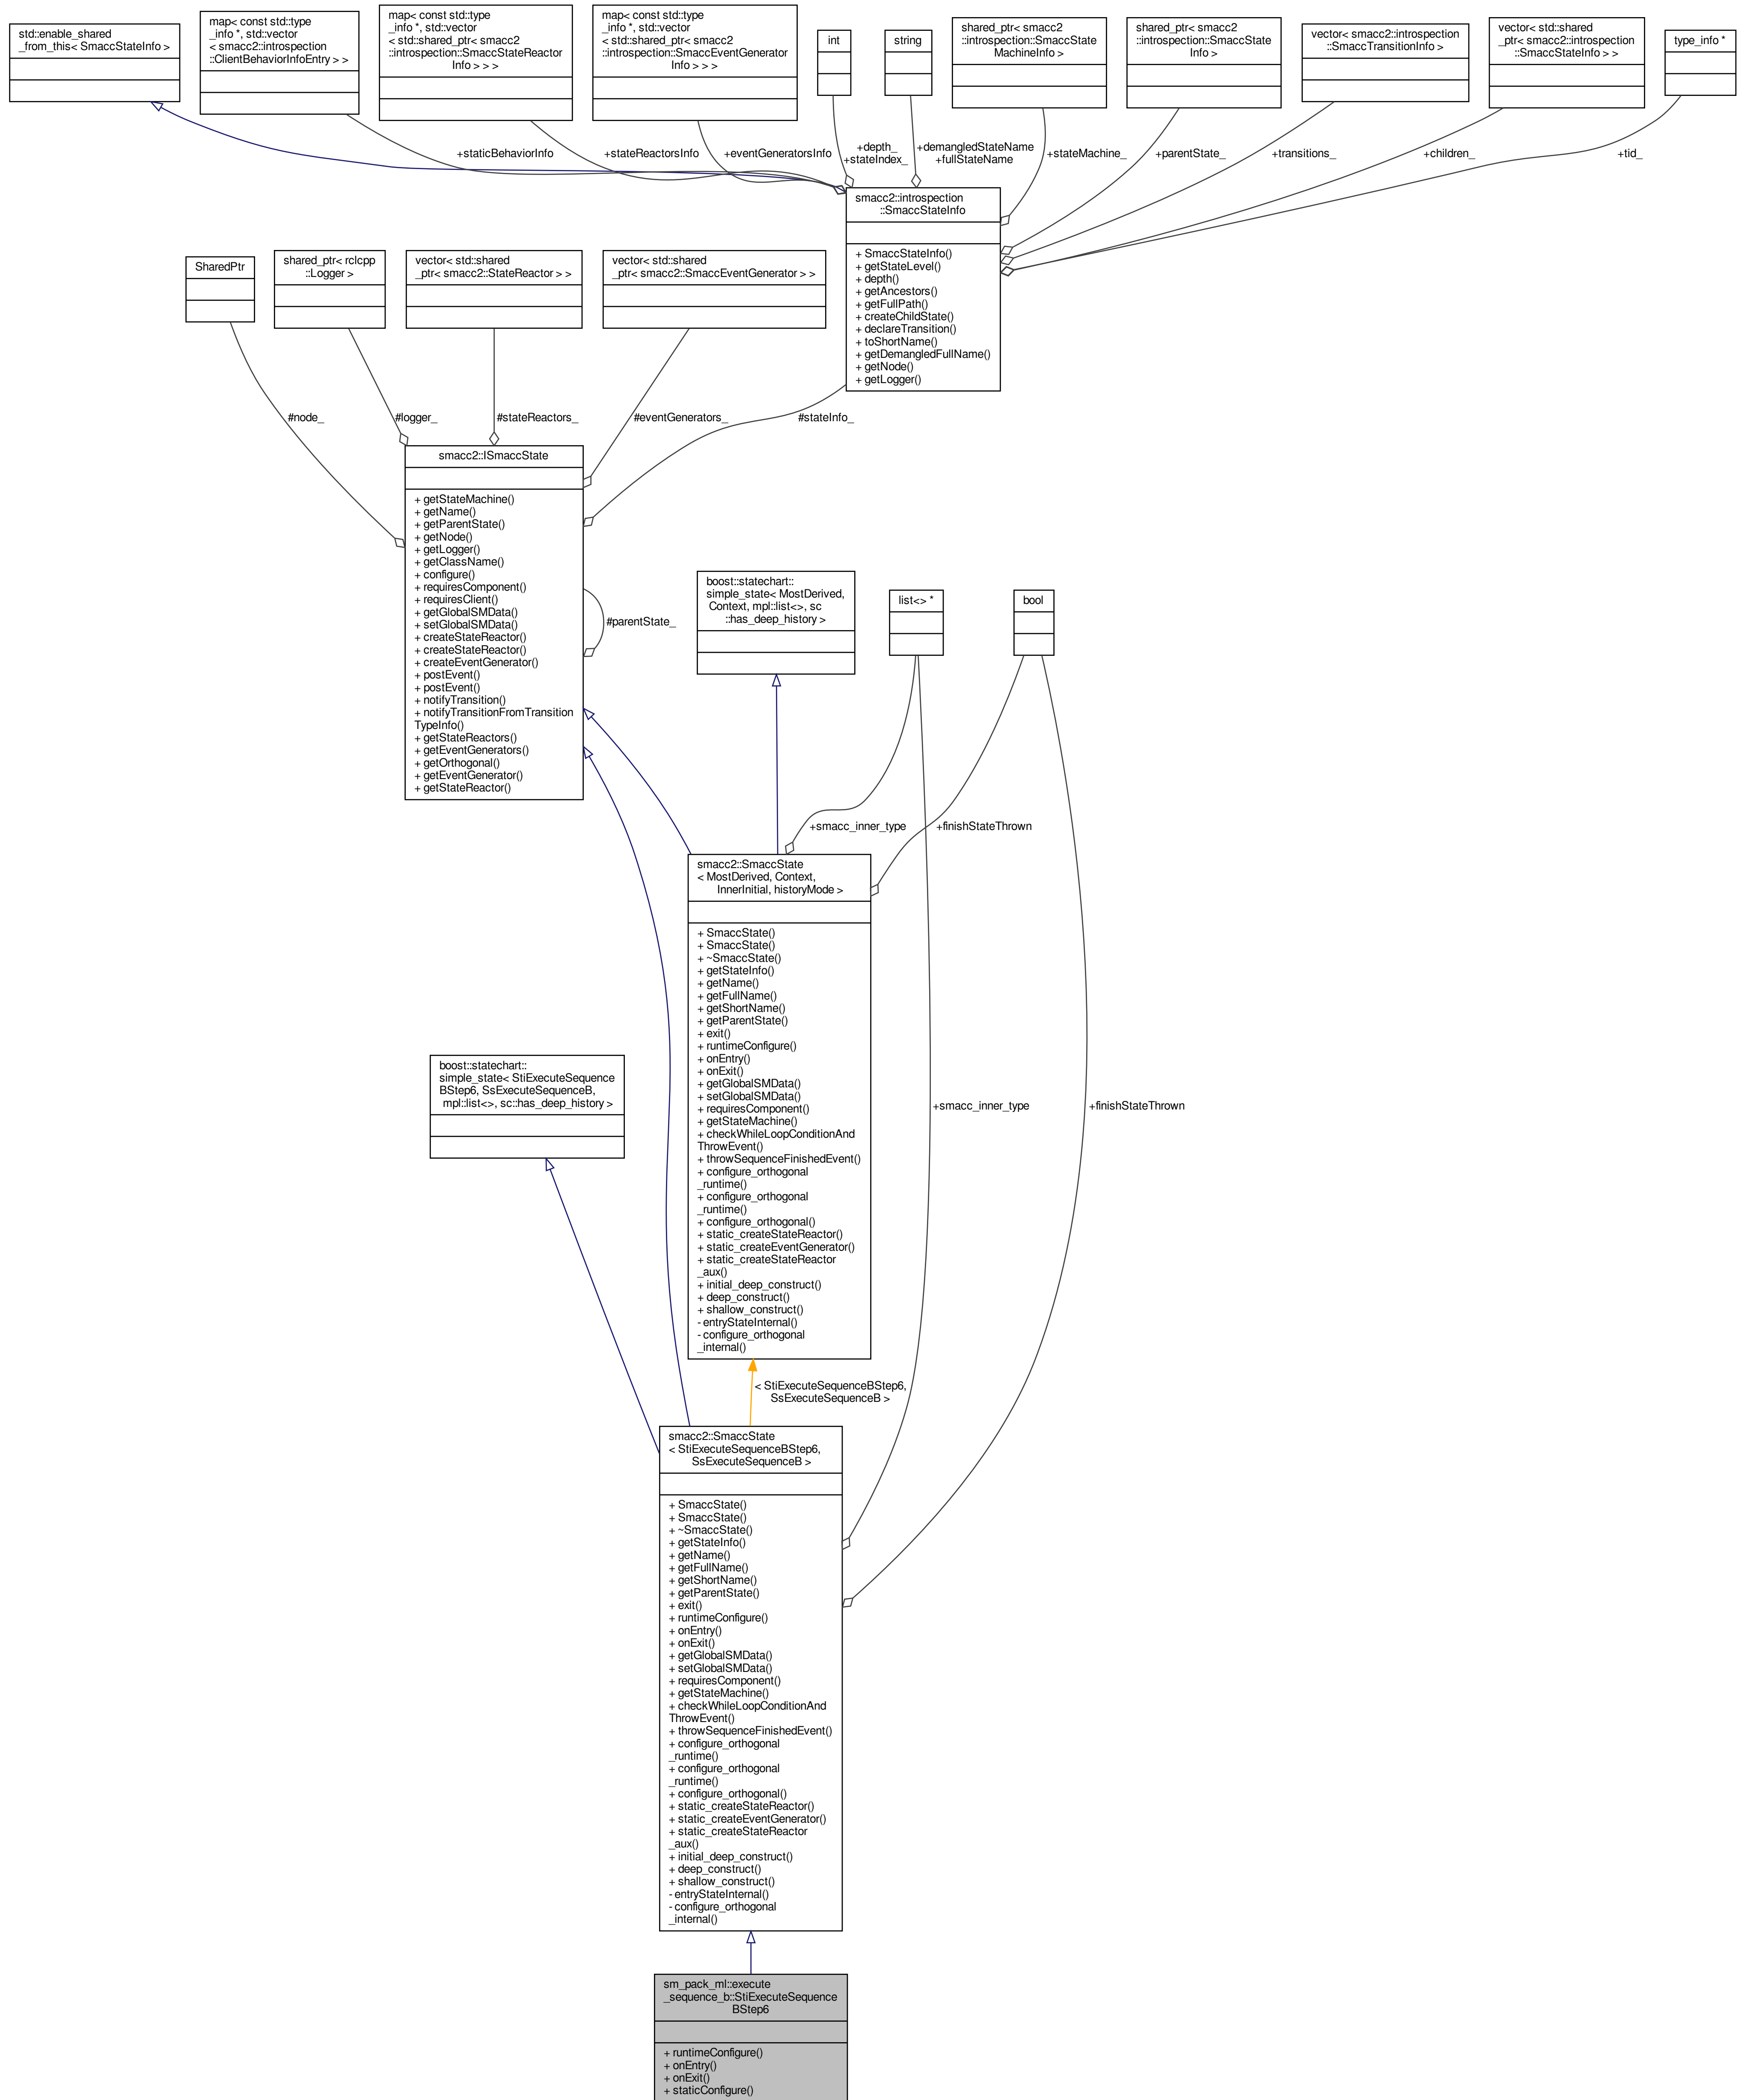 std::enable_shared
_from_this< SmaccStateInfo >
map< const std::type
_info *, std::vector
< smacc2::introspection
::ClientBehaviorInfoEntry > >
map< const std::type
_info *, std::vector
< std::shared_ptr< smacc2
::introspection::SmaccStateReactor
Info > > >
map< const std::type
_info *, std::vector
< std::shared_ptr< smacc2
::introspection::SmaccEventGenerator
Info > > >
int
string
shared_ptr< smacc2
::introspection::SmaccState
MachineInfo >
shared_ptr< smacc2
::introspection::SmaccState
Info >
vector< smacc2::introspection
::SmaccTransitionInfo >
vector< std::shared
_ptr< smacc2::introspection
::SmaccStateInfo > >
type_info *
+staticBehaviorInfo
+stateReactorsInfo
+eventGeneratorsInfo
+depth_
+stateIndex_
+demangledStateName
+fullStateName
+stateMachine_
+parentState_
+transitions_
+children_
+tid_
smacc2::introspection
::SmaccStateInfo
+ SmaccStateInfo()
+ getStateLevel()
+ depth()
+ getAncestors()
+ getFullPath()
+ createChildState()
+ declareTransition()
+ toShortName()
+ getDemangledFullName()
+ getNode()
+ getLogger()
SharedPtr
shared_ptr< rclcpp
::Logger >
vector< std::shared
_ptr< smacc2::StateReactor > >
vector< std::shared
_ptr< smacc2::SmaccEventGenerator > >
#node_
#logger_
#stateReactors_
#eventGenerators_
#stateInfo_
smacc2::ISmaccState
+ getStateMachine()
+ getName()
+ getParentState()
+ getNode()
+ getLogger()
+ getClassName()
+ configure()
+ requiresComponent()
+ requiresClient()
+ getGlobalSMData()
+ setGlobalSMData()
+ createStateReactor()
+ createStateReactor()
+ createEventGenerator()
+ postEvent()
+ postEvent()
+ notifyTransition()
+ notifyTransitionFromTransition
TypeInfo()
+ getStateReactors()
+ getEventGenerators()
+ getOrthogonal()
+ getEventGenerator()
+ getStateReactor()
#parentState_
boost::statechart::
simple_state< MostDerived,
Context, mpl::list<>, sc
::has_deep_history >
list<> *
bool
+smacc_inner_type
+finishStateThrown
smacc2::SmaccState
< MostDerived, Context,
InnerInitial, historyMode >
+ SmaccState()
+ SmaccState()
+ ~SmaccState()
+ getStateInfo()
+ getName()
+ getFullName()
+ getShortName()
+ getParentState()
+ exit()
+ runtimeConfigure()
+ onEntry()
+ onExit()
+ getGlobalSMData()
+ setGlobalSMData()
+ requiresComponent()
+ getStateMachine()
+ checkWhileLoopConditionAnd
ThrowEvent()
+ throwSequenceFinishedEvent()
+ configure_orthogonal
_runtime()
+ configure_orthogonal
_runtime()
+ configure_orthogonal()
+ static_createStateReactor()
+ static_createEventGenerator()
+ static_createStateReactor
_aux()
+ initial_deep_construct()
+ deep_construct()
+ shallow_construct()
- entryStateInternal()
- configure_orthogonal
_internal()
boost::statechart::
simple_state< StiExecuteSequence
BStep6, SsExecuteSequenceB,
mpl::list<>, sc::has_deep_history >
+smacc_inner_type
+finishStateThrown
< StiExecuteSequenceBStep6,
SsExecuteSequenceB >
smacc2::SmaccState
< StiExecuteSequenceBStep6,
SsExecuteSequenceB >
+ SmaccState()
+ SmaccState()
+ ~SmaccState()
+ getStateInfo()
+ getName()
+ getFullName()
+ getShortName()
+ getParentState()
+ exit()
+ runtimeConfigure()
+ onEntry()
+ onExit()
+ getGlobalSMData()
+ setGlobalSMData()
+ requiresComponent()
+ getStateMachine()
+ checkWhileLoopConditionAnd
ThrowEvent()
+ throwSequenceFinishedEvent()
+ configure_orthogonal
_runtime()
+ configure_orthogonal
_runtime()
+ configure_orthogonal()
+ static_createStateReactor()
+ static_createEventGenerator()
+ static_createStateReactor
_aux()
+ initial_deep_construct()
+ deep_construct()
+ shallow_construct()
- entryStateInternal()
- configure_orthogonal
_internal()
sm_pack_ml::execute
_sequence_b::StiExecuteSequence
BStep6
+ runtimeConfigure()
+ onEntry()
+ onExit()
+ staticConfigure()